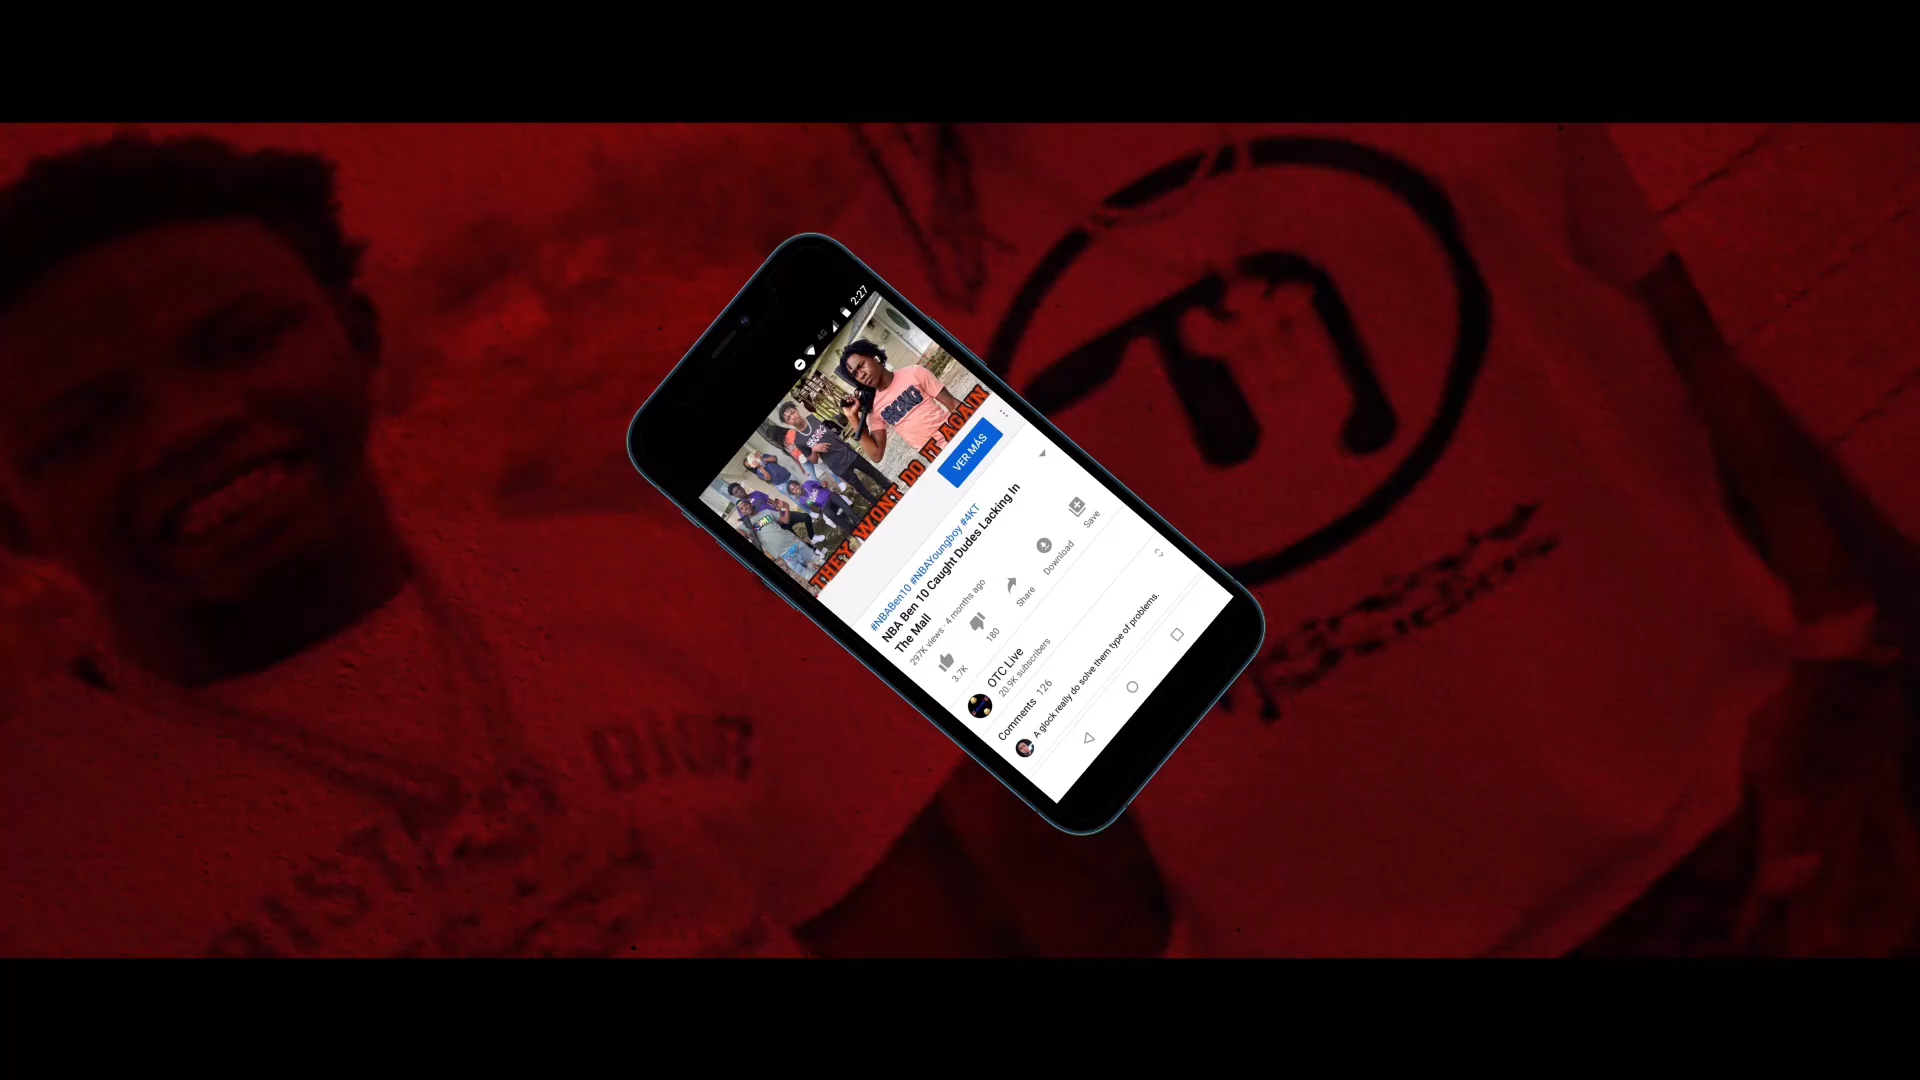 2:27
4G
THEY WONT DO IT AGAIN
VER MÁS
#NBABen10 #NBAYoungboy #4KT
NBA Ben 10 Caught Dudes Lacking In
The Mall
297K views · 4 months ago
3.7K
180
Share
Download
Save
OTC Live
20.9K subscribers
Comments 126
A glock really do solve them type of problems.